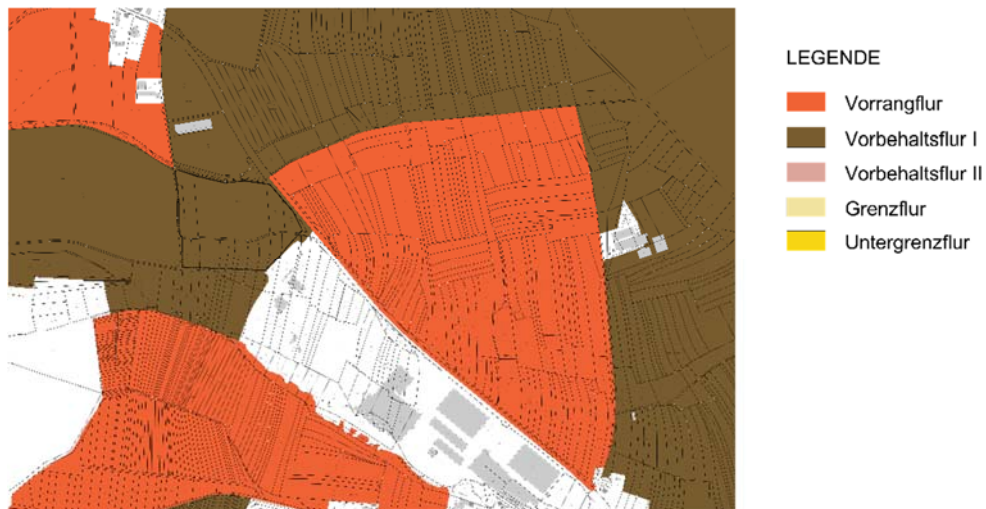 LEGENDE
Vorrangflur
Vorbehaltsflur I
Vorbehaltsflur II
Grenzflur
Untergrenzflur